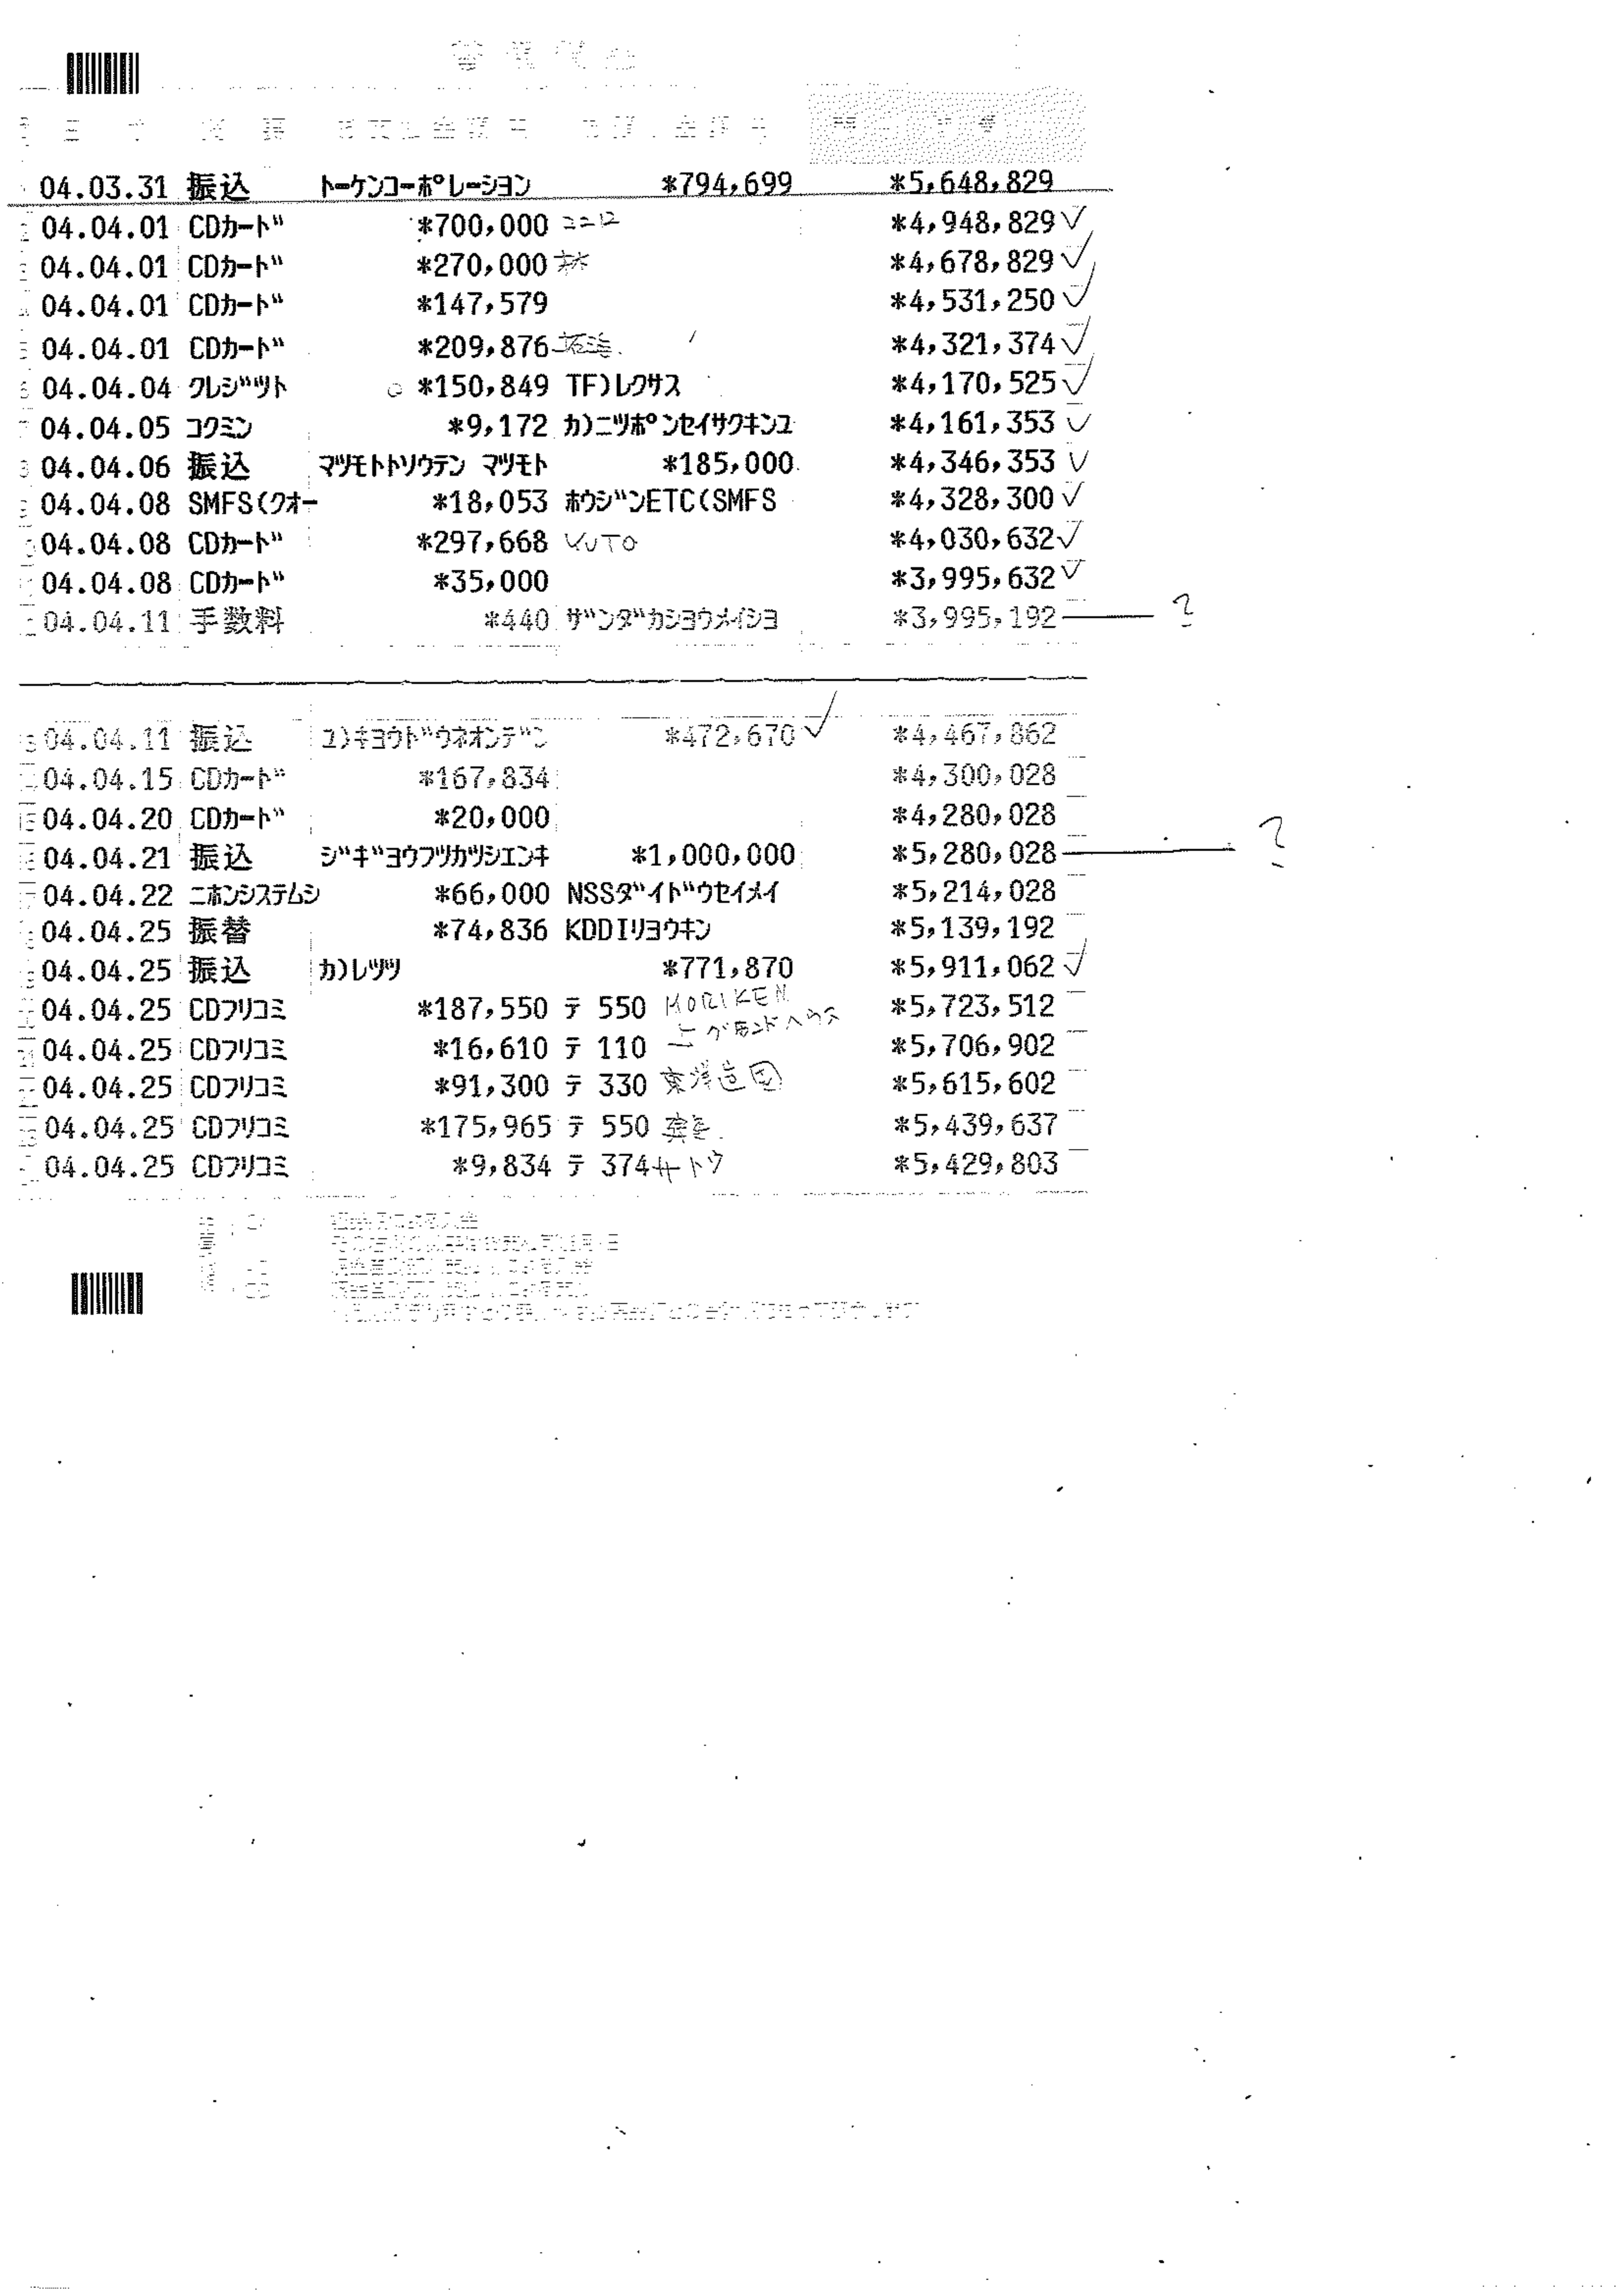 04.03.31 振込 トーケンコーポレーション *794,699 *5,648,829
04.04.01 CDカード *700,000 *4,948,829 ✓
04.04.01 CDカード *270,000 林 *4,678,829 ✓
04.04.01 CDカード *147,579 *4,531,250 ✓
04.04.01 CDカード *209,876 *4,321,374 ✓
04.04.04 クレジツト *150,849 TF)レクサス *4,170,525 ✓
04.04.05 コクミン *9,172 カ)ニツポンセイサクキンユ *4,161,353 ✓
04.04.06 振込 マツモトトソウテン マツモト *185,000 *4,346,353 ✓
04.04.08 SMFS(クオー *18,053 ホウジンETC(SMFS *4,328,300 ✓
04.04.08 CDカード *297,668 YUTO *4,030,632 ✓
04.04.08 CDカード *35,000 *3,995,632 ✓
04.04.11 手数料 *440 ザンダカシヨウメイシヨ *3,995,192 ?
04.04.11 振込 ユ)キヨウドウネオンデン *472,670 ✓ *4,467,862
04.04.15 CDカード *167,834 *4,300,028
04.04.20 CDカード *20,000 *4,280,028
04.04.21 振込 ジギヨウフツカツシエンキ *1,000,000 *5,280,028 ?
04.04.22 ニホンシステムシ *66,000 NSSダイドウセイメイ *5,214,028
04.04.25 振替 *74,836 KDDIリヨウキン *5,139,192
04.04.25 振込 カ)レツツ *771,870 *5,911,062 ✓
04.04.25 CDフリコミ *187,550 テ 550 MORIKEN *5,723,512
04.04.25 CDフリコミ *16,610 テ 110 *5,706,902
04.04.25 CDフリコミ *91,300 テ 330 東洋造園 *5,615,602
04.04.25 CDフリコミ *175,965 テ 550 *5,439,637
04.04.25 CDフリコミ *9,834 テ 374 サトウ *5,429,803